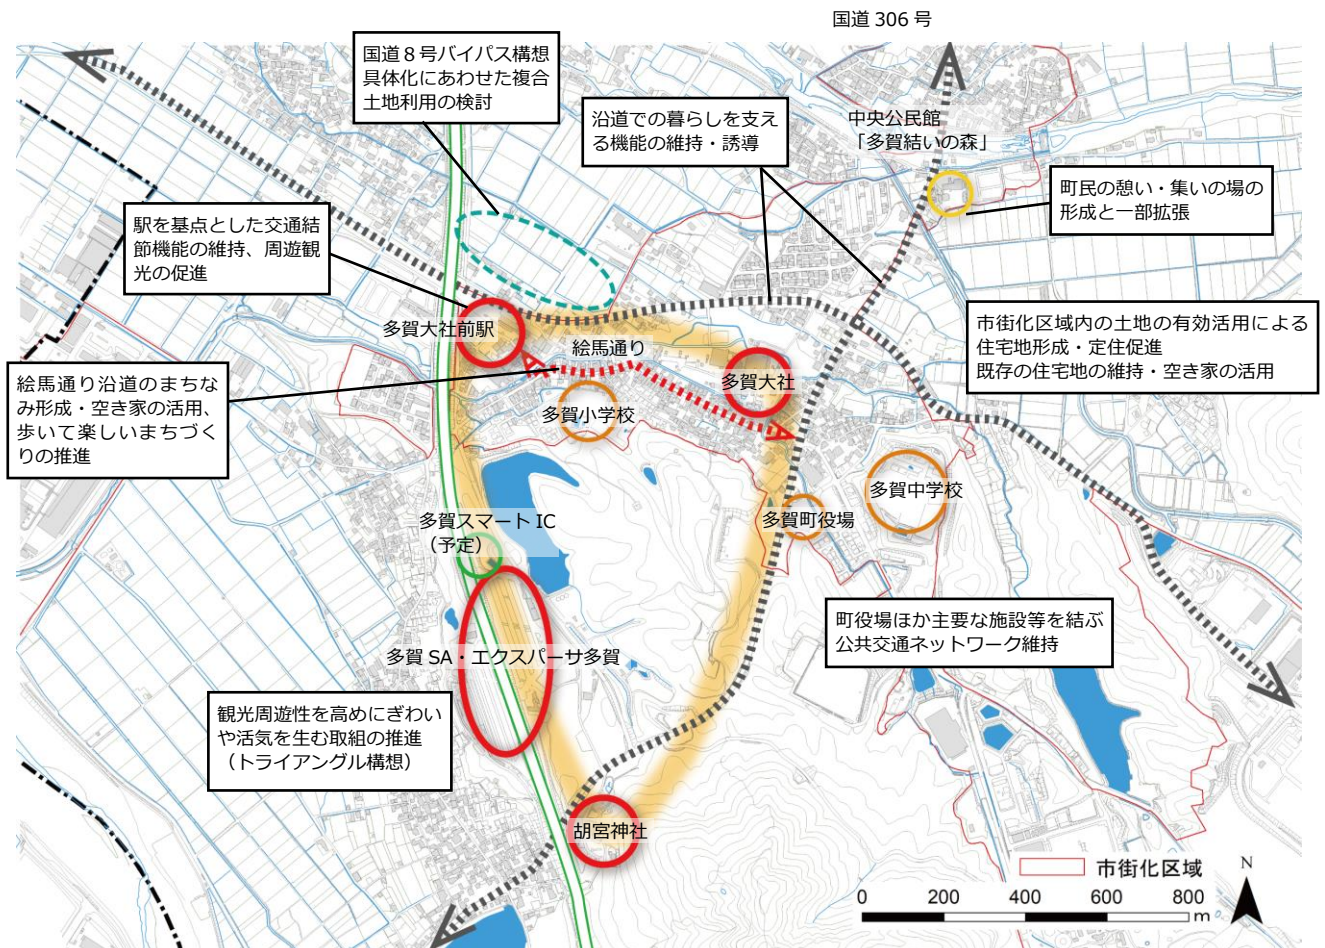 国道 306 号
国道８号バイパス構想
具体化にあわせた複合
土地利用の検討
沿道での暮らしを支え
る機能の維持・誘導
中央公民館
「多賀結いの森」
町民の憩い・集いの場の
形成と一部拡張
駅を基点とした交通結
節機能の維持、周遊観
光の促進
多賀大社前駅
絵馬通り
市街化区域内の土地の有効活用による
住宅地形成・定住促進
既存の住宅地の維持・空き家の活用
絵馬通り沿道のまちな
み形成・空き家の活用、
歩いて楽しいまちづく
りの推進
多賀大社
多賀小学校
多賀中学校
多賀町役場
多賀スマート IC
（予定）
町役場ほか主要な施設等を結ぶ
公共交通ネットワーク維持
多賀 SA・エクスパーサ多賀
観光周遊性を高めにぎわい
や活気を生む取組の推進
（トライアングル構想）
胡宮神社
市街化区域
N
0 200 400 600 800
m